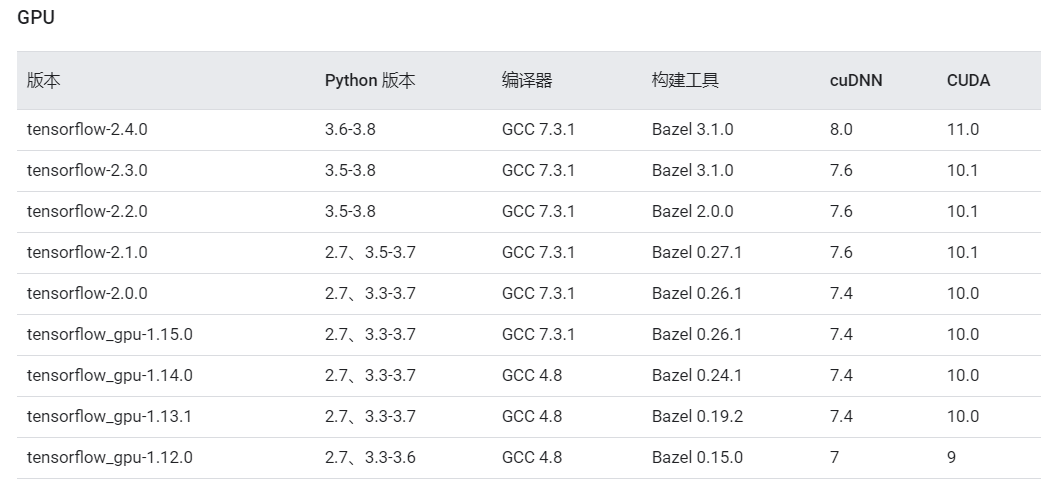 GPU
版本 Python 版本 编译器 构建工具 cuDNN CUDA
tensorflow-2.4.0 3.6-3.8 GCC 7.3.1 Bazel 3.1.0 8.0 11.0
tensorflow-2.3.0 3.5-3.8 GCC 7.3.1 Bazel 3.1.0 7.6 10.1
tensorflow-2.2.0 3.5-3.8 GCC 7.3.1 Bazel 2.0.0 7.6 10.1
tensorflow-2.1.0 2.7、3.5-3.7 GCC 7.3.1 Bazel 0.27.1 7.6 10.1
tensorflow-2.0.0 2.7、3.3-3.7 GCC 7.3.1 Bazel 0.26.1 7.4 10.0
tensorflow_gpu-1.15.0 2.7、3.3-3.7 GCC 7.3.1 Bazel 0.26.1 7.4 10.0
tensorflow_gpu-1.14.0 2.7、3.3-3.7 GCC 4.8 Bazel 0.24.1 7.4 10.0
tensorflow_gpu-1.13.1 2.7、3.3-3.7 GCC 4.8 Bazel 0.19.2 7.4 10.0
tensorflow_gpu-1.12.0 2.7、3.3-3.6 GCC 4.8 Bazel 0.15.0 7 9